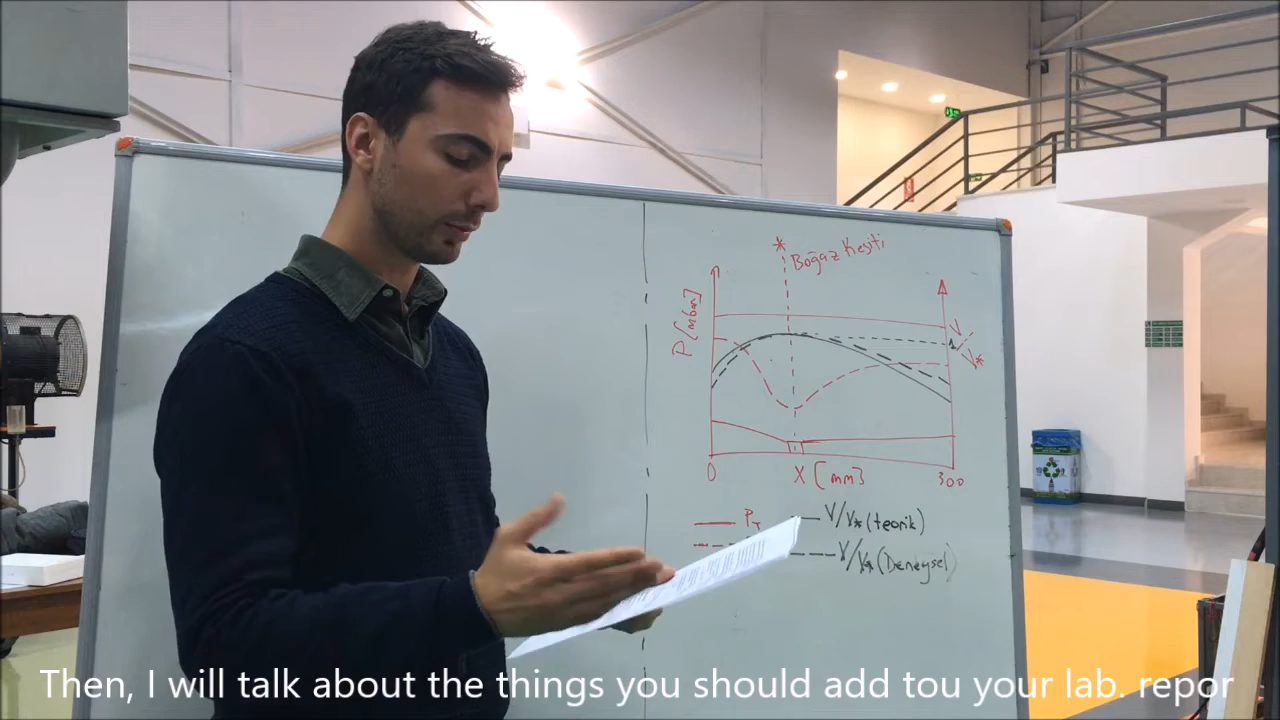 *
Boğaz Kesiti
P[mbar]
V
V*
0
X [mm]
300
P_T
V/V* (teorik)
V/V* (Deneysel)
Then, I will talk about the things you should add tou your lab. repor